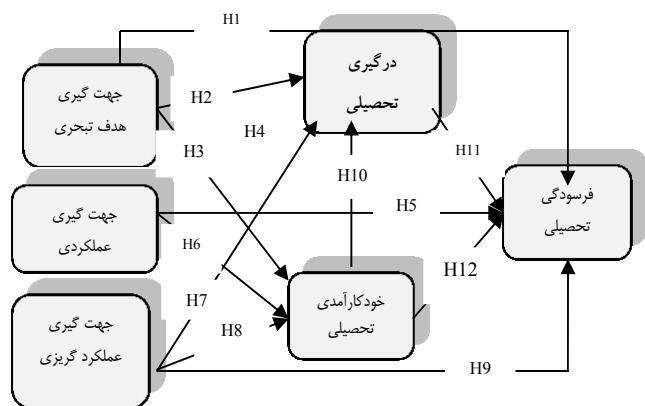 H1
درگیری
تحصیلی
جهت گیری
هدف تبحری
H2
H4
H3
H11
H10
فرسودگی
تحصیلی
جهت گیری
عملکردی
H5
H6
H12
خودکارآمدی
تحصیلی
H7
جهت گیری
عملکرد گریزی
H8
H9